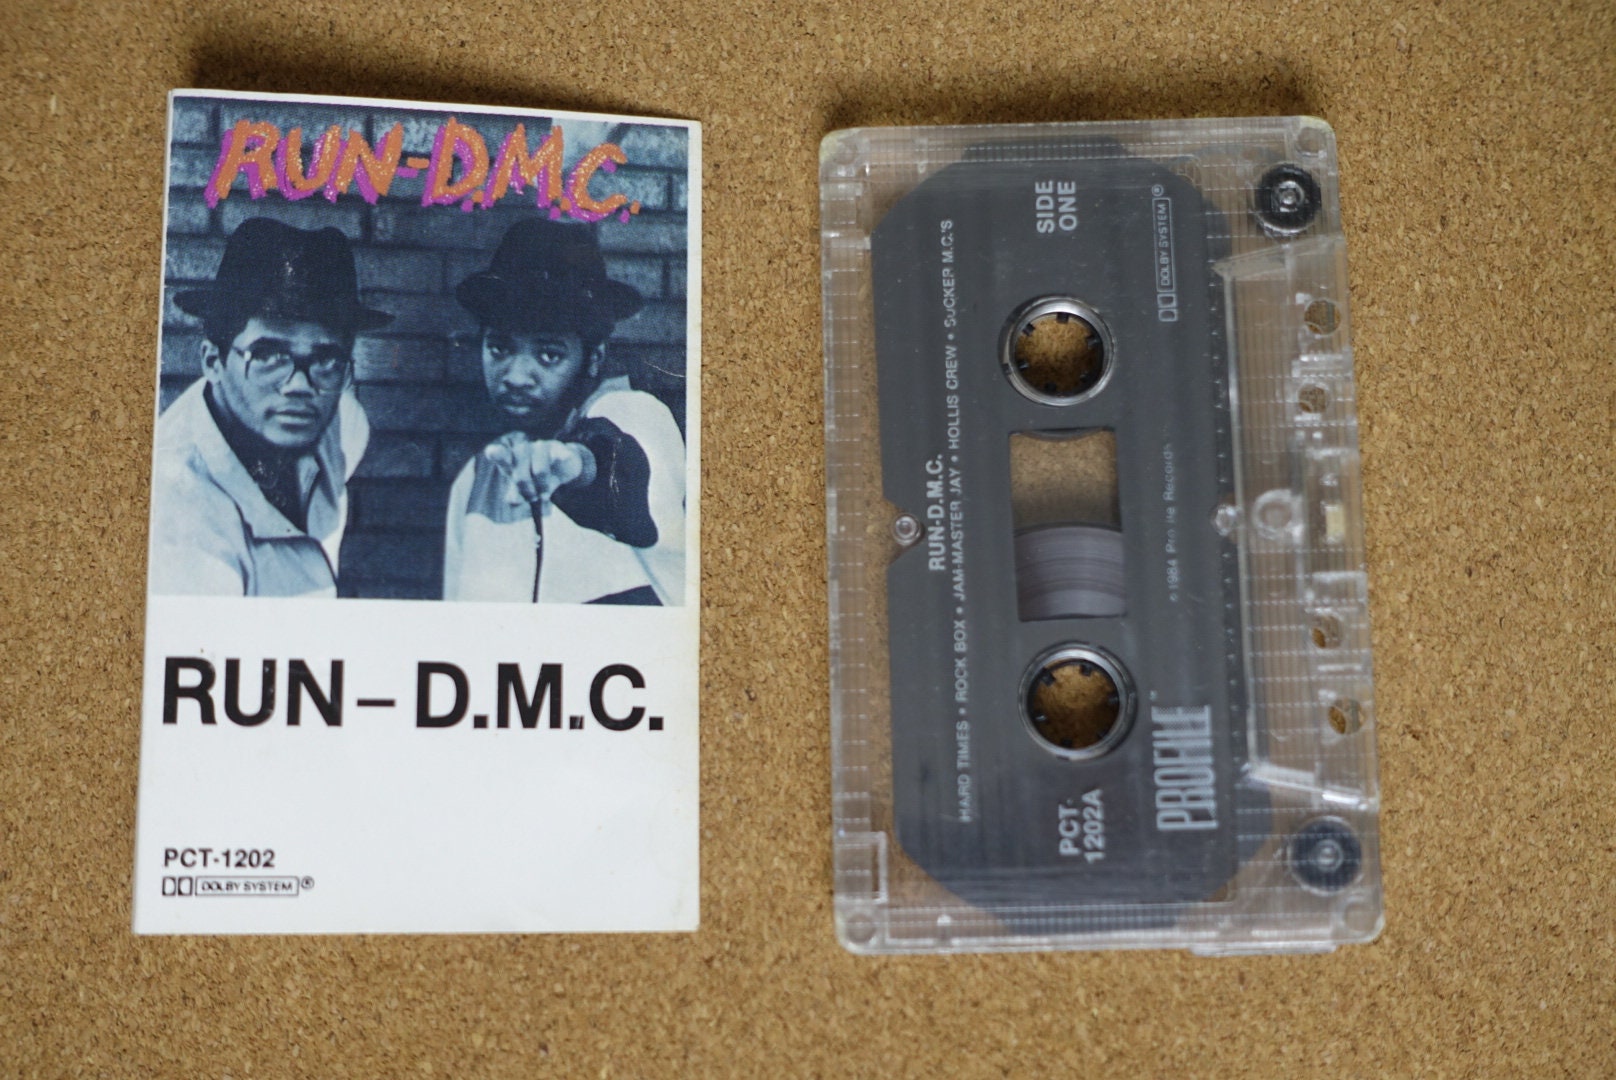 RUN-D.M.C.
RUN-D.M.C.
PCT-1202
DOLBY SYSTEM®
RUN-D.M.C.
HARD TIMES • ROCK BOX • JAM-MASTER JAY • HOLLIS CREW • SUCKER M.C.'S
SIDE
ONE
PCT-
1202A
DOLBY SYSTEM®
PROFILE™
©1984 Profile Records